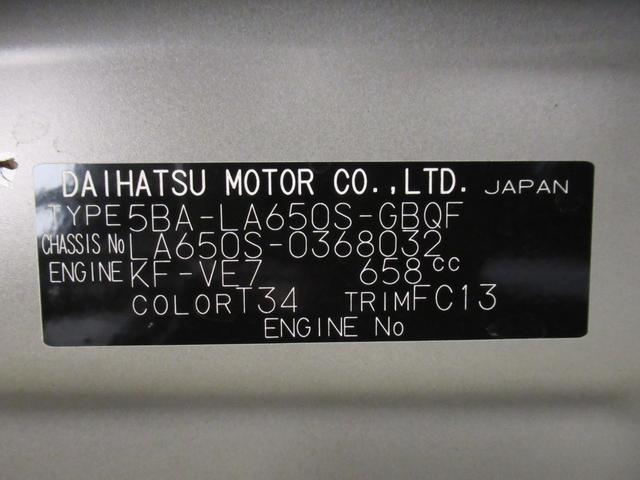 DAIHATSU MOTOR CO.,LTD. JAPAN
TYPE 5BA-LA650S-GBQF
CHASSIS No LA650S-0368032
ENGINE KF-VE7 658cc
COLOR T34 TRIM FC13
ENGINE No